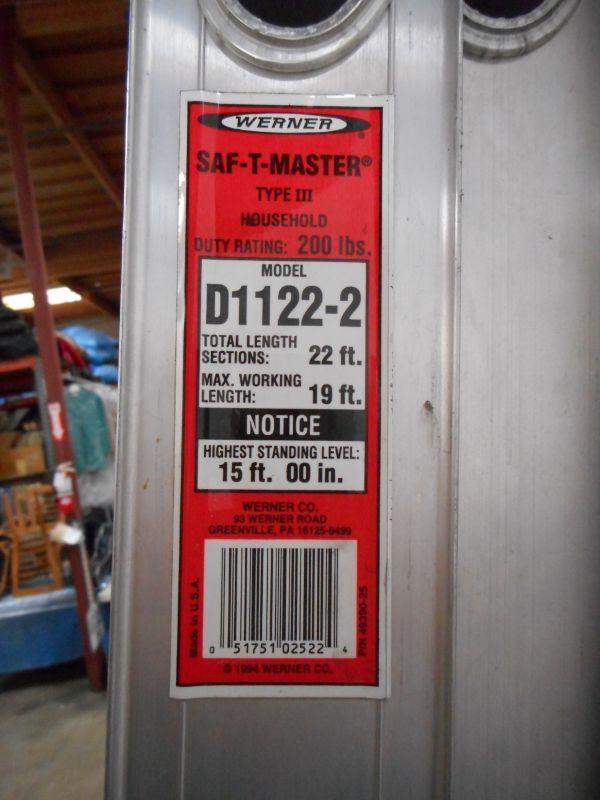 WERNER
SAF-T-MASTER®
TYPE III
HOUSEHOLD
DUTY RATING: 200 lbs.
MODEL
D1122-2
TOTAL LENGTH
SECTIONS: 22 ft.
MAX. WORKING
LENGTH: 19 ft.
NOTICE
HIGHEST STANDING LEVEL:
15 ft. 00 in.
WERNER CO.
93 WERNER ROAD
GREENVILLE, PA 16125-9499
Made in U.S.A.
P/N 49390-25
0 51751 02522 4
© 1994 WERNER CO.